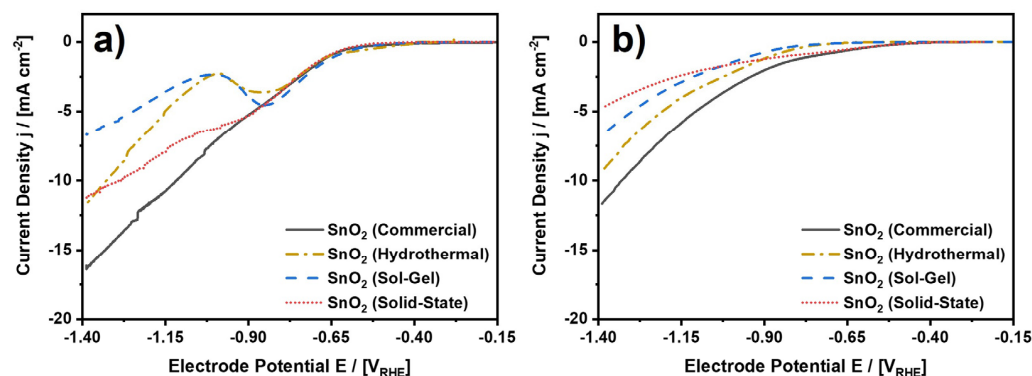 a)
0
-5
-10
-15
-20
Current Density j / [mA cm⁻²]
SnO₂ (Commercial)
SnO₂ (Hydrothermal)
SnO₂ (Sol-Gel)
SnO₂ (Solid-State)
-1.40 -1.15 -0.90 -0.65 -0.40 -0.15
Electrode Potential E / [V_RHE]
b)
0
-5
-10
-15
-20
Current Density j / [mA cm⁻²]
SnO₂ (Commercial)
SnO₂ (Hydrothermal)
SnO₂ (Sol-Gel)
SnO₂ (Solid-State)
-1.40 -1.15 -0.90 -0.65 -0.40 -0.15
Electrode Potential E / [V_RHE]